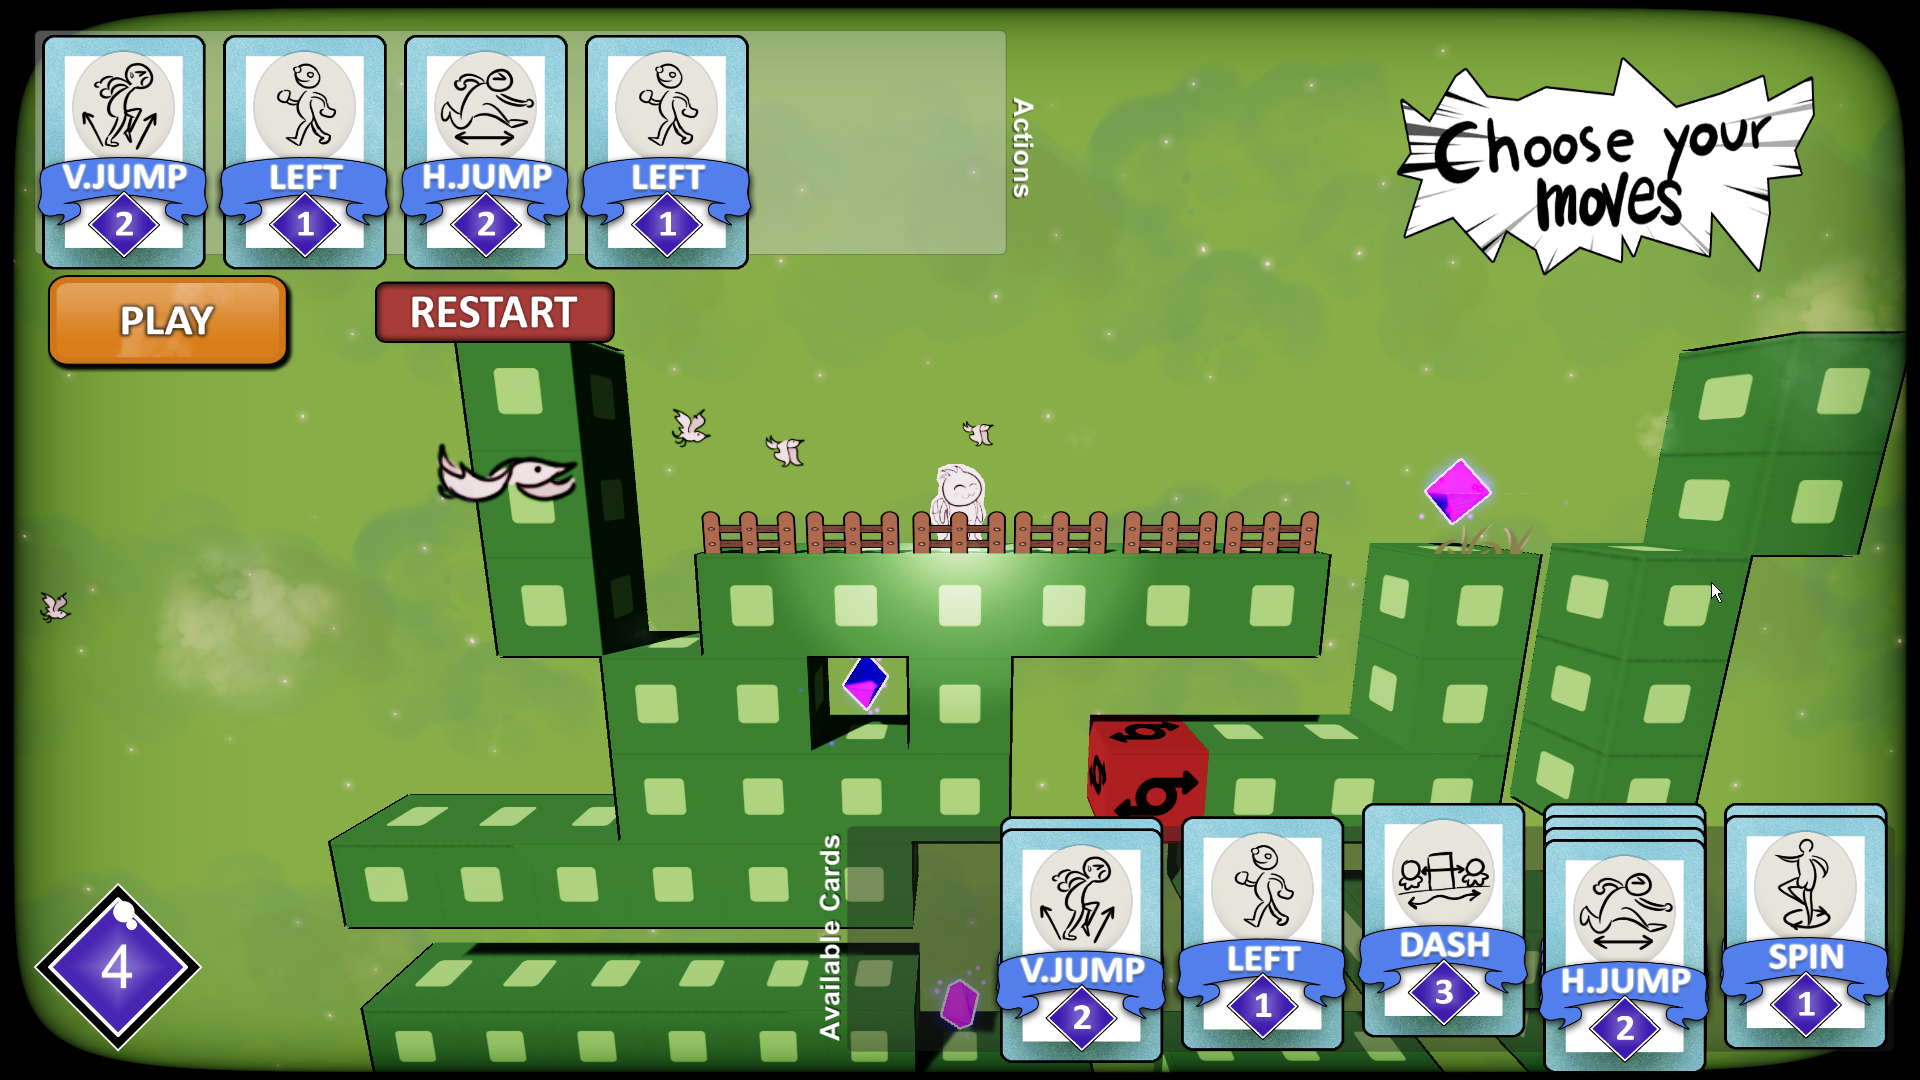 V.JUMP
2
LEFT
1
H.JUMP
2
LEFT
1
Actions
Choose your
moves
PLAY
RESTART
4
Available Cards
V.JUMP
2
LEFT
1
DASH
3
H.JUMP
2
SPIN
1